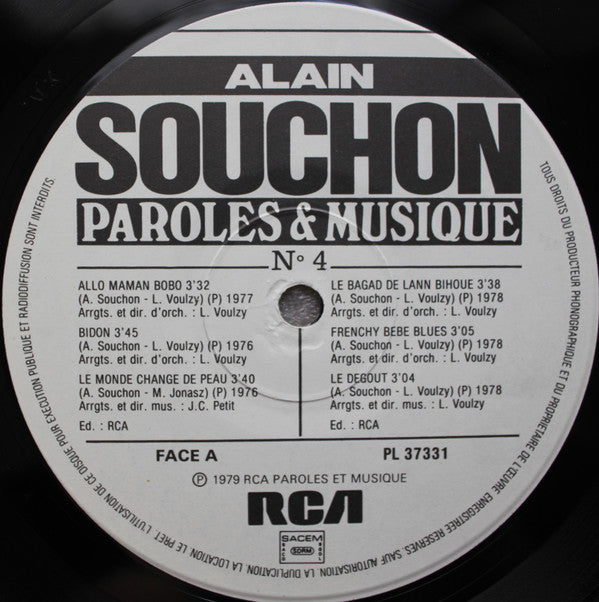 ALAIN
SOUCHON
PAROLES & MUSIQUE
N° 4
ALLO MAMAN BOBO 3'32
(A. Souchon - L. Voulzy) (P) 1977
Arrgts. et dir. d'orch. : L. Voulzy
BIDON 3'45
(A. Souchon - L. Voulzy) (P) 1976
Arrgts. et dir. d'orch. : L. Voulzy
LE MONDE CHANGE DE PEAU 3'40
(A. Souchon - M. Jonasz) (P) 1976
Arrgts. et dir. mus. : J.C. Petit
Ed. : RCA
LE BAGAD DE LANN BIHOUE 3'38
(A. Souchon - L. Voulzy) (P) 1978
Arrgts. et dir. d'orch. : L. Voulzy
FRENCHY BEBE BLUES 3'05
(A. Souchon - L. Voulzy) (P) 1978
Arrgts. et dir. d'orch. : L. Voulzy
LE DEGOUT 3'04
(A. Souchon - L. Voulzy) (P) 1978
Arrgts. et dir. mus. : L. Voulzy
Ed. : RCA
FACE A
PL 37331
℗ 1979 RCA PAROLES ET MUSIQUE
RCA
SACEM
SACD SDRM SGDL
TOUS DROITS DU PRODUCTEUR PHONOGRAPHIQUE ET DU PROPRIETAIRE DE L'ŒUVRE ENREGISTREE RESERVES. SAUF AUTORISATION, LA DUPLICATION, LA LOCATION, LE PRET, L'UTILISATION DE CE DISQUE POUR EXECUTION PUBLIQUE ET RADIODIFFUSION SONT INTERDITS.